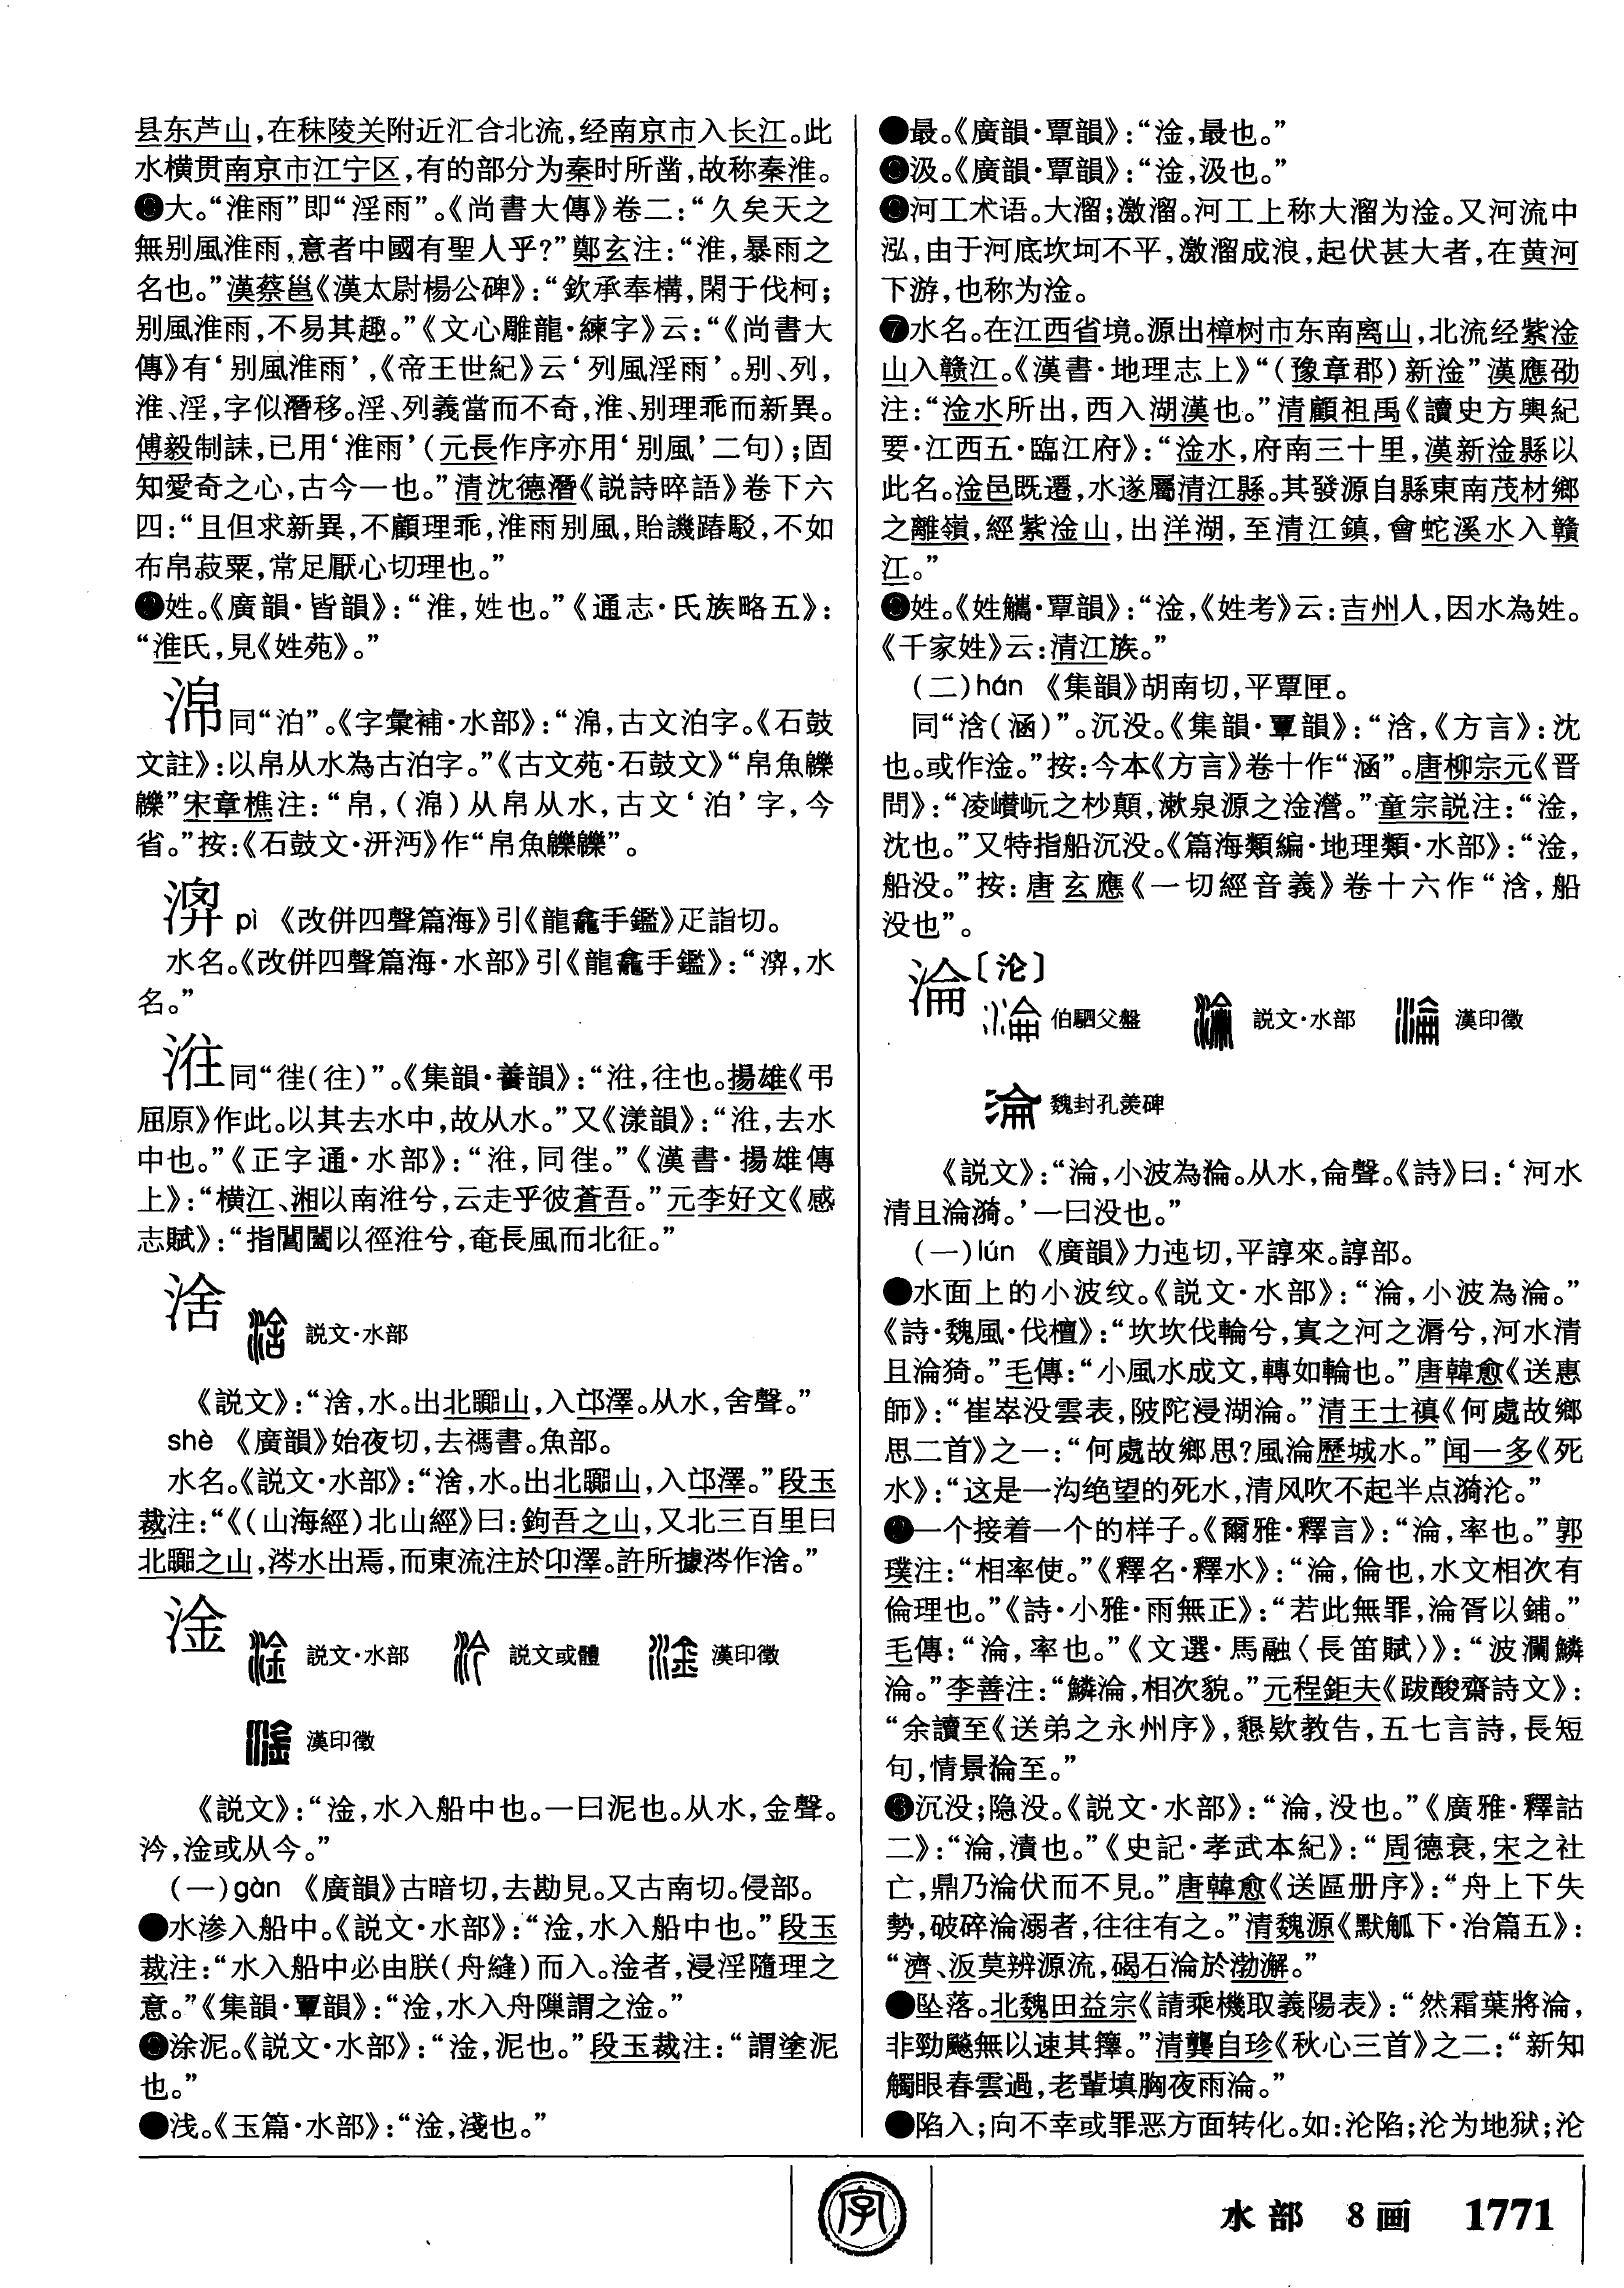 县东芦山,在秣陵关附近汇合北流,经南京市入长江。此
水横贯南京市江宁区,有的部分为秦时所凿,故称秦淮。
❸大。“淮雨”即“淫雨”。《尚書大傳》卷二:“久矣天之
無别風淮雨,意者中國有聖人乎?”鄭玄注:“淮,暴雨之
名也。”漢蔡邕《漢太尉楊公碑》:“欽承奉構,閑于伐柯;
别風淮雨,不易其趣。”《文心雕龍·練字》云:“《尚書大
傳》有‘别風淮雨’,《帝王世紀》云‘列風淫雨’。别、列,
淮、淫,字似潛移。淫、列義當而不奇,淮、别理乖而新異。
傅毅制誄,已用‘淮雨’(元長作序亦用‘别風’二句);固
知愛奇之心,古今一也。”清沈德潛《説詩晬語》卷下六
四:“且但求新異,不顧理乖,淮雨别風,貽譏踳駁,不如
布帛菽粟,常足厭心切理也。”
❹姓。《廣韻·皆韻》:“淮,姓也。”《通志·氏族略五》:
“淮氏,見《姓苑》。”
㴊同“泊”。《字彙補·水部》:“㴊,古文泊字。《石鼓
文註》:以帛从水為古泊字。”《古文苑·石鼓文》“帛魚皪
皪”宋章樵注:“帛,(㴊)从帛从水,古文‘泊’字,今
省。”按:《石鼓文·汧沔》作“帛魚皪皪”。
淠 pì 《改併四聲篇海》引《龍龕手鑑》疋詣切。
水名。《改併四聲篇海·水部》引《龍龕手鑑》:“淠,水
名。”
㳹同“徃(往)”。《集韻·養韻》:“㳹,往也。揚雄《弔
屈原》作此。以其去水中,故从水。”又《漾韻》:“㳹,去水
中也。”《正字通·水部》:“㳹,同徃。”《漢書·揚雄傳
上》:“横江、湘以南㳹兮,云走乎彼蒼吾。”元李好文《感
志賦》:“指閶闔以徑㳹兮,奄長風而北征。”
涻
説文·水部
《説文》:“涻,水。出北嚻山,入邙澤。从水,舍聲。”
shè 《廣韻》始夜切,去禡書。魚部。
水名。《説文·水部》:“涻,水。出北嚻山,入邙澤。”段玉
裁注:“《(山海經)北山經》曰:鉤吾之山,又北三百里曰
北嚻之山,涔水出焉,而東流注於印澤。許所據涔作涻。”
淦
説文·水部 説文或體 漢印徵
漢印徵
《説文》:“淦,水入船中也。一曰泥也。从水,金聲。
汵,淦或从今。”
(一)gàn 《廣韻》古暗切,去勘見。又古南切。侵部。
❶水渗入船中。《説文·水部》:“淦,水入船中也。”段玉
裁注:“水入船中必由朕(舟縫)而入。淦者,浸淫隨理之
意。”《集韻·覃韻》:“淦,水入舟隟謂之淦。”
❷涂泥。《説文·水部》:“淦,泥也。”段玉裁注:“謂塗泥
也。”
❸浅。《玉篇·水部》:“淦,淺也。”
❹最。《廣韻·覃韻》:“淦,最也。”
❺汲。《廣韻·覃韻》:“淦,汲也。”
❻河工术语。大溜;激溜。河工上称大溜为淦。又河流中
泓,由于河底坎坷不平,激溜成浪,起伏甚大者,在黄河
下游,也称为淦。
❼水名。在江西省境。源出樟树市东南离山,北流经紫淦
山入赣江。《漢書·地理志上》“(豫章郡)新淦”漢應劭
注:“淦水所出,西入湖漢也。”清顧祖禹《讀史方輿紀
要·江西五·臨江府》:“淦水,府南三十里,漢新淦縣以
此名。淦邑既遷,水遂屬清江縣。其發源自縣東南茂材鄉
之離嶺,經紫淦山,出洋湖,至清江鎮,會蛇溪水入贛
江。”
❽姓。《姓觿·覃韻》:“淦,《姓考》云:吉州人,因水為姓。
《千家姓》云:清江族。”
(二)hán 《集韻》胡南切,平覃匣。
同“浛(涵)”。沉没。《集韻·覃韻》:“浛,《方言》:沈
也。或作淦。”按:今本《方言》卷十作“涵”。唐柳宗元《晋
問》:“凌巑岏之杪顛,漱泉源之淦瀯。”童宗説注:“淦,
沈也。”又特指船沉没。《篇海類編·地理類·水部》:“淦,
船没。”按:唐玄應《一切經音義》卷十六作“浛,船
没也”。
淪〔沦〕
伯駟父盤 説文·水部 漢印徵
魏封孔羡碑
《説文》:“淪,小波為淪。从水,侖聲。《詩》曰:‘河水
清且淪漪。’一曰没也。”
(一)lún 《廣韻》力迍切,平諄來。諄部。
❶水面上的小波纹。《説文·水部》:“淪,小波為淪。”
《詩·魏風·伐檀》:“坎坎伐輪兮,寘之河之漘兮,河水清
且淪猗。”毛傳:“小風水成文,轉如輪也。”唐韓愈《送惠
師》:“崔崒没雲表,陂陀浸湖淪。”清王士禛《何處故鄉
思二首》之一:“何處故鄉思?風淪歷城水。”闻一多《死
水》:“这是一沟绝望的死水,清风吹不起半点漪沦。”
❷一个接着一个的样子。《爾雅·釋言》:“淪,率也。”郭
璞注:“相率使。”《釋名·釋水》:“淪,倫也,水文相次有
倫理也。”《詩·小雅·雨無正》:“若此無罪,淪胥以鋪。”
毛傳:“淪,率也。”《文選·馬融〈長笛賦〉》:“波瀾鱗
淪。”李善注:“鱗淪,相次貌。”元程鉅夫《跋酸齋詩文》:
“余讀至《送弟之永州序》,懇欵教告,五七言詩,長短
句,情景淪至。”
❸沉没;隐没。《説文·水部》:“淪,没也。”《廣雅·釋詁
二》:“淪,漬也。”《史記·孝武本紀》:“周德衰,宋之社
亡,鼎乃淪伏而不見。”唐韓愈《送區册序》:“舟上下失
勢,破碎淪溺者,往往有之。”清魏源《默觚下·治篇五》:
“濟、汳莫辨源流,碣石淪於渤澥。”
❹坠落。北魏田益宗《請乘機取義陽表》:“然霜葉將淪,
非勁飈無以速其籜。”清龔自珍《秋心三首》之二:“新知
觸眼春雲過,老輩填胸夜雨淪。”
❺陷入;向不幸或罪恶方面转化。如:沦陷;沦为地狱;沦
字
水部 8画 1771